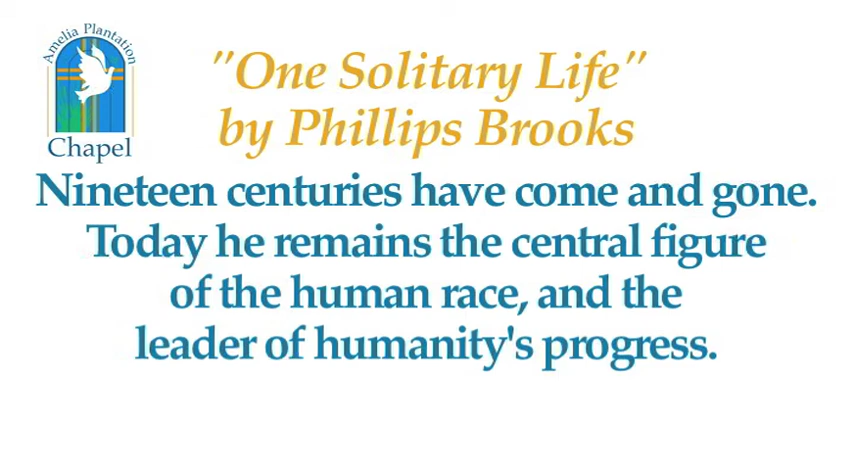 Amelia Plantation
Chapel
"One Solitary Life"
by Phillips Brooks
Nineteen centuries have come and gone.
Today he remains the central figure
of the human race, and the
leader of humanity's progress.